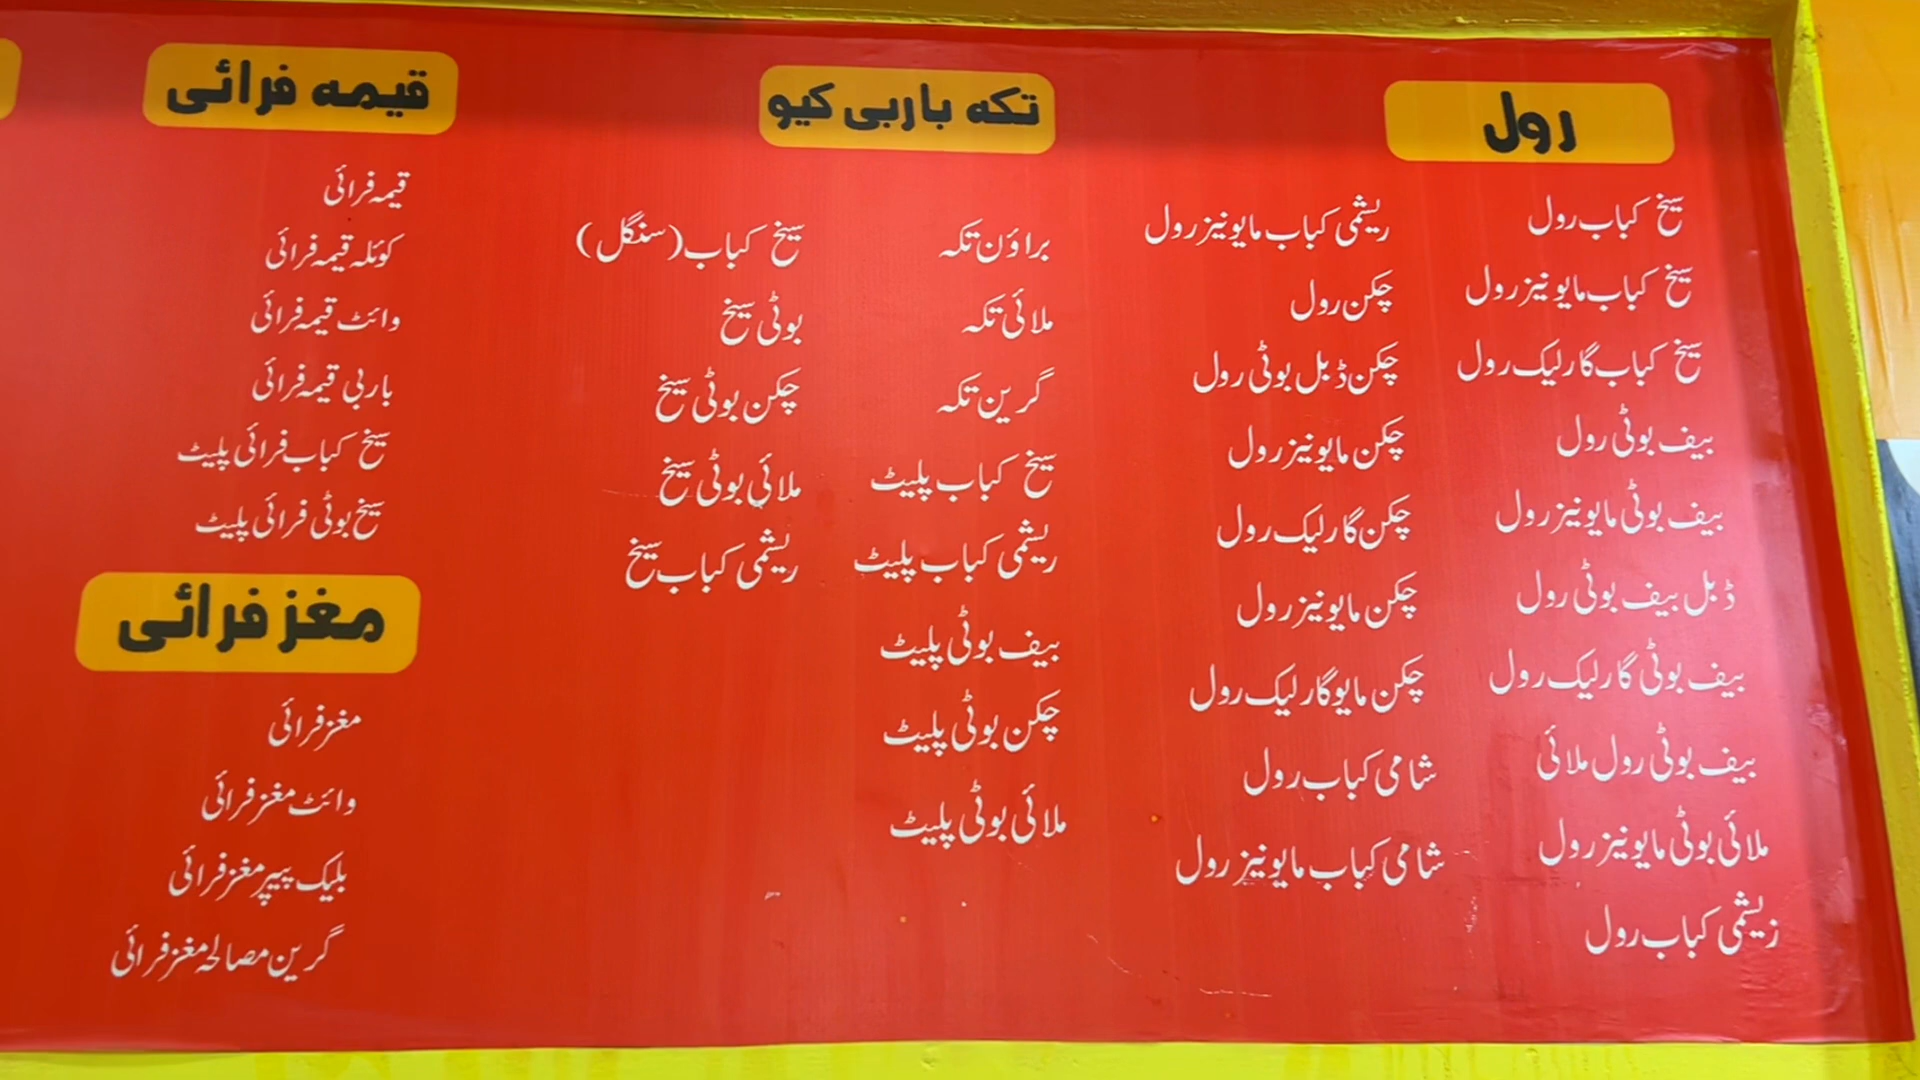 رول
سیخ کباب رول
سیخ کباب مایونیز رول
سیخ کباب گارلیک رول
بیف بوٹی رول
بیف بوٹی مایونیز رول
ڈبل بیف بوٹی رول
بیف بوٹی گارلیک رول
بیف بوٹی رول ملائی
ملائی بوٹی مایونیز رول
زیشمی کباب رول
ریشمی کباب مایونیز رول
چکن رول
چکن ڈبل بوٹی رول
چکن مایونیز رول
چکن گارلیک رول
چکن مایونیز رول
چکن مایو گارلیک رول
شامی کباب رول
شامی کباب مایونیز رول
تکہ باربی کیو
براؤن تکہ
ملائی تکہ
گرین تکہ
سیخ کباب پلیٹ
ریشمی کباب پلیٹ
بیف بوٹی پلیٹ
چکن بوٹی پلیٹ
ملائی بوٹی پلیٹ
سیخ کباب (سنگل)
بوٹی سیخ
چکن بوٹی سیخ
ملائی بوٹی سیخ
ریشمی کباب سیخ
قیمہ فرائی
قیمہ فرائی
کوئلہ قیمہ فرائی
وائٹ قیمہ فرائی
باربی قیمہ فرائی
سیخ کباب فرائی پلیٹ
سیخ بوٹی فرائی پلیٹ
مغز فرائی
مغز فرائی
وائٹ مغز فرائی
بلیک پیپر مغز فرائی
گرین مصالحہ مغز فرائی